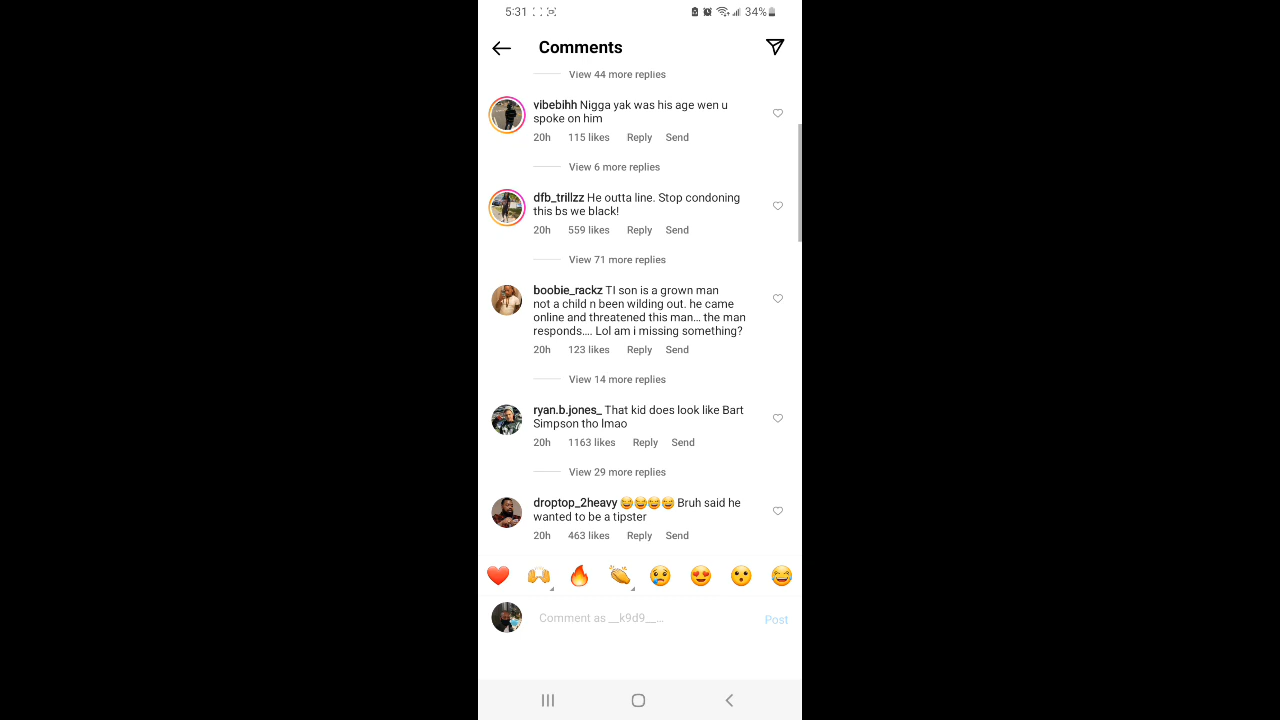 5:31
34%
Comments
View 44 more replies
vibebihh Nigga yak was his age wen u
spoke on him
20h 115 likes Reply Send
View 6 more replies
dfb_trillzz He outta line. Stop condoning
this bs we black!
20h 559 likes Reply Send
View 71 more replies
boobie_rackz TI son is a grown man
not a child n been wilding out. he came
online and threatened this man... the man
responds.... Lol am i missing something?
20h 123 likes Reply Send
View 14 more replies
ryan.b.jones_ That kid does look like Bart
Simpson tho lmao
20h 1163 likes Reply Send
View 29 more replies
droptop_2heavy 😂😂😂😂 Bruh said he
wanted to be a tipster
20h 463 likes Reply Send
Comment as __k9d9__...
Post